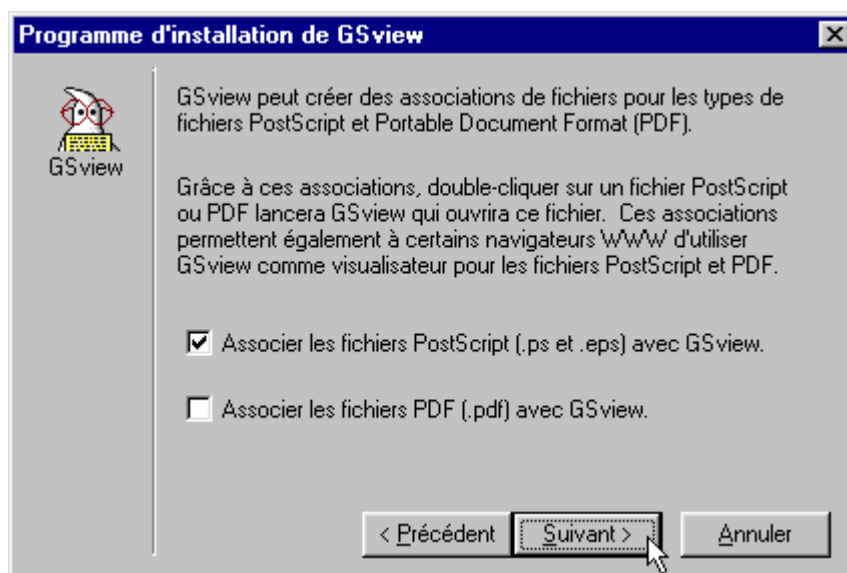 Programme d'installation de GSview
GSview
GSview peut créer des associations de fichiers pour les types de
fichiers PostScript et Portable Document Format (PDF).
Grâce à ces associations, double-cliquer sur un fichier PostScript
ou PDF lancera GSview qui ouvrira ce fichier. Ces associations
permettent également à certains navigateurs WWW d'utiliser
GSview comme visualisateur pour les fichiers PostScript et PDF.
Associer les fichiers PostScript (.ps et .eps) avec GSview.
Associer les fichiers PDF (.pdf) avec GSview.
< Précédent Suivant > Annuler